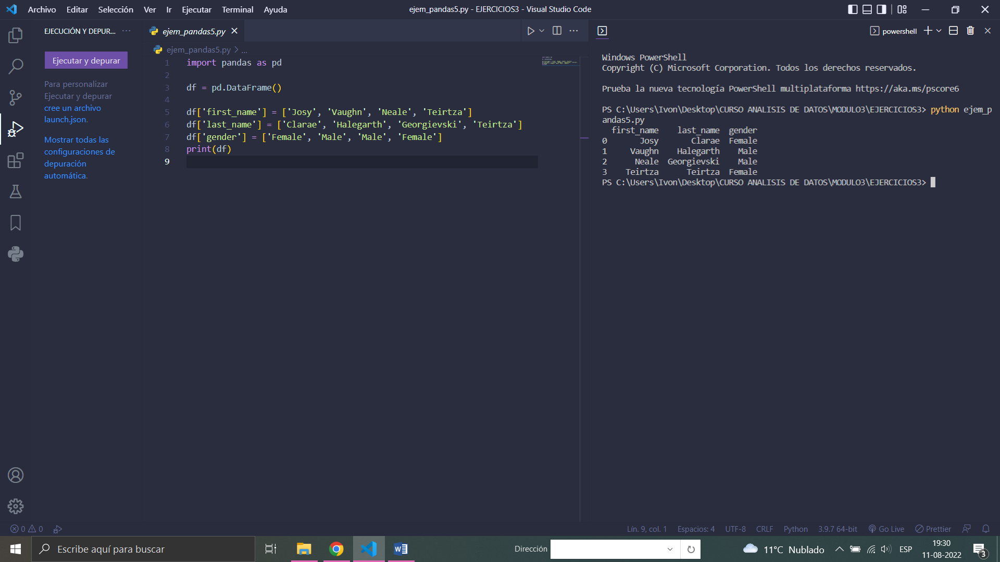 Archivo Editar Selección Ver Ir Ejecutar Terminal Ayuda
ejem_pandas5.py - EJERCICIOS3 - Visual Studio Code
EJECUCIÓN Y DEPUR... ...
Ejecutar y depurar
Para personalizar
Ejecutar y depurar
cree un archivo
launch.json.
Mostrar todas las
configuraciones de
depuración
automática.
ejem_pandas5.py
ejem_pandas5.py > ...
1 import pandas as pd
2
3 df = pd.DataFrame()
4
5 df['first_name'] = ['Josy', 'Vaughn', 'Neale', 'Teirtza']
6 df['last_name'] = ['Clarae', 'Halegarth', 'Georgievski', 'Teirtza']
7 df['gender'] = ['Female', 'Male', 'Male', 'Female']
8 print(df)
9
powershell
Windows PowerShell
Copyright (C) Microsoft Corporation. Todos los derechos reservados.
Prueba la nueva tecnología PowerShell multiplataforma https://aka.ms/pscore6
PS C:\Users\Ivon\Desktop\CURSO ANALISIS DE DATOS\MODULO3\EJERCICIOS3> python ejem_p
andas5.py
first_name last_name gender
0 Josy Clarae Female
1 Vaughn Halegarth Male
2 Neale Georgievski Male
3 Teirtza Teirtza Female
PS C:\Users\Ivon\Desktop\CURSO ANALISIS DE DATOS\MODULO3\EJERCICIOS3>
0 0
Lín. 9, col. 1 Espacios: 4 UTF-8 CRLF Python 3.9.7 64-bit Go Live Prettier
Escribe aquí para buscar
Dirección
11°C Nublado
ESP
19:30
11-08-2022
3